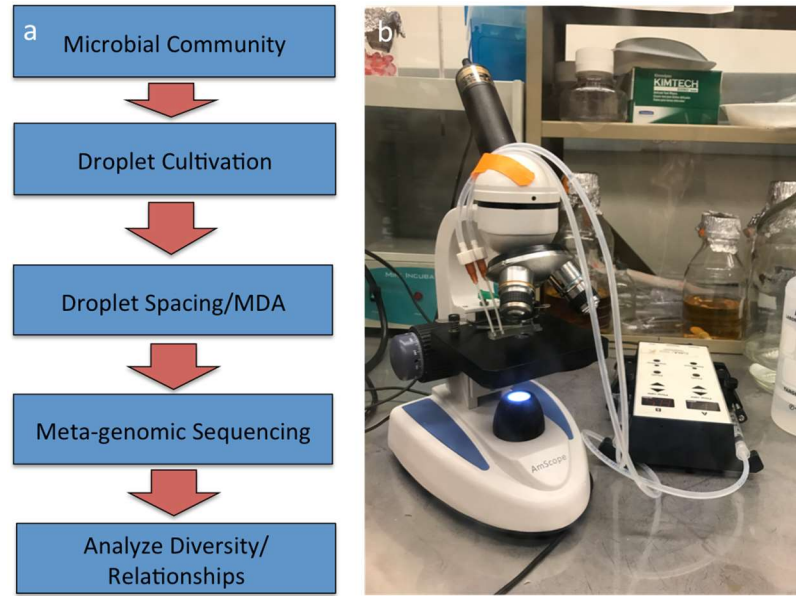 a
Microbial Community
Droplet Cultivation
Droplet Spacing/MDA
Meta-genomic Sequencing
Analyze Diversity/
Relationships
b
KIMTECH
AmScope